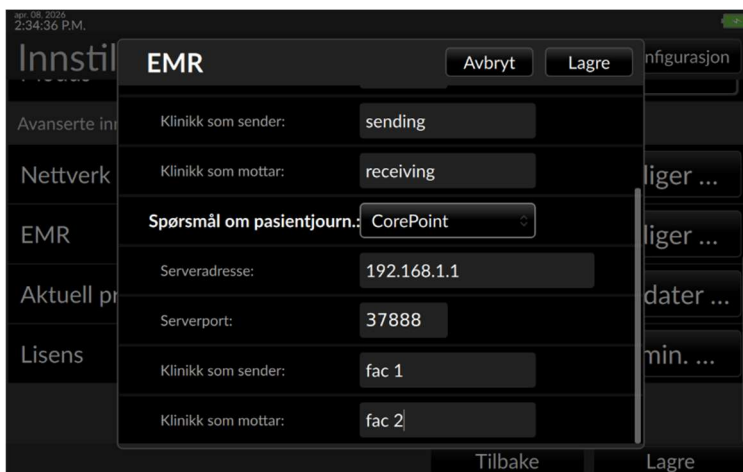 apr. 08, 2026
2:34:36 P.M.
Innstil
nfigurasjon
EMR
Avbryt
Lagre
Avanserte inn
Klinikk som sender: sending
Klinikk som mottar: receiving
Nettverk
liger ...
Spørsmål om pasientjourn.: CorePoint
EMR
liger ...
Serveradresse: 192.168.1.1
Aktuell pr
dater ...
Serverport: 37888
Lisens
min. ...
Klinikk som sender: fac 1
Klinikk som mottar: fac 2
Tilbake
Lagre